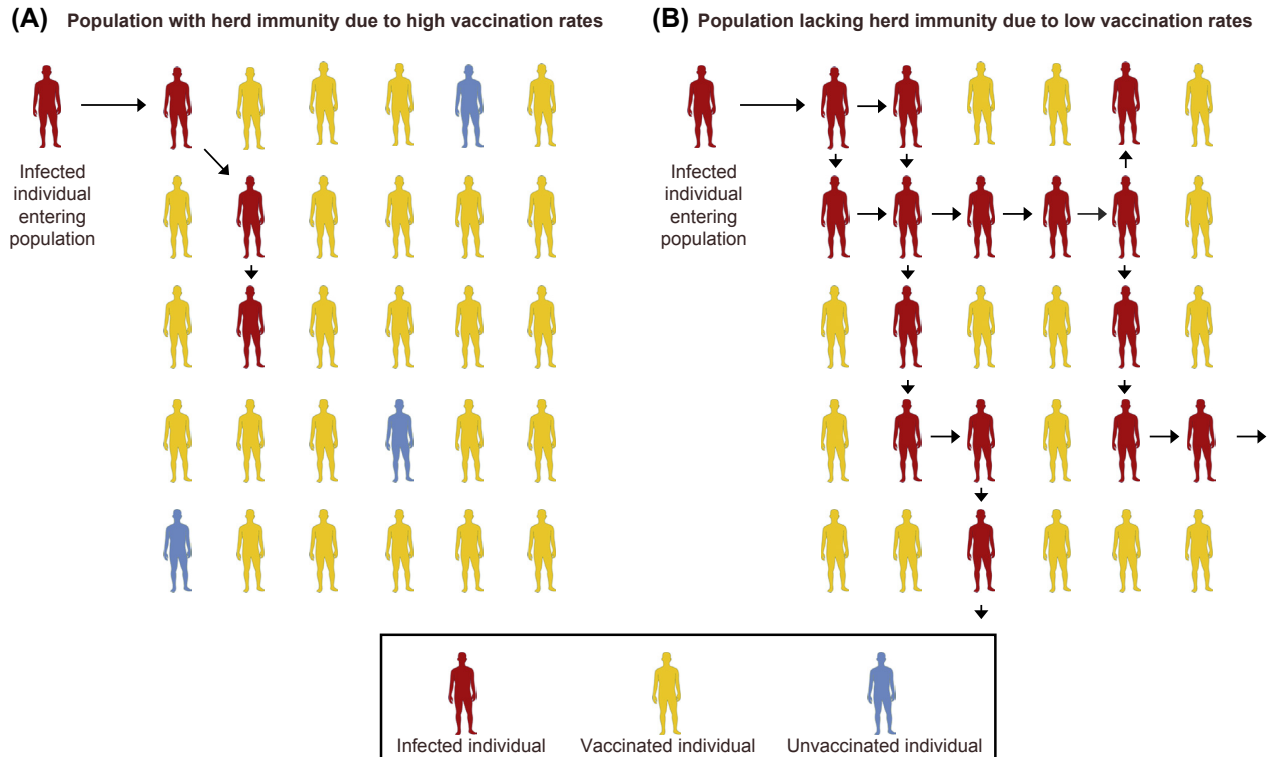 (A) Population with herd immunity due to high vaccination rates
(B) Population lacking herd immunity due to low vaccination rates
Infected
individual
entering
population
Infected
individual
entering
population
Infected individual
Vaccinated individual
Unvaccinated individual